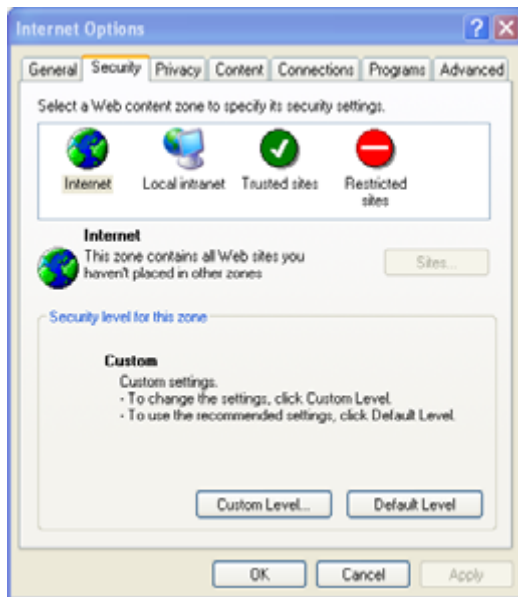 Internet Options
General Security Privacy Content Connections Programs Advanced
Select a Web content zone to specify its security settings.
Internet Local intranet Trusted sites Restricted sites
Internet
This zone contains all Web sites you
haven't placed in other zones
Sites...
Security level for this zone
Custom
Custom settings.
- To change the settings, click Custom Level.
- To use the recommended settings, click Default Level.
Custom Level... Default Level
OK Cancel Apply